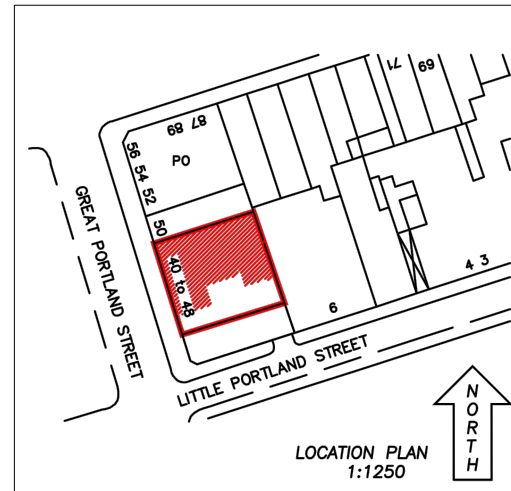 71
69
87 89
PO
56 54 52 50
40 to 48
6
4 3
GREAT PORTLAND STREET
LITTLE PORTLAND STREET
LOCATION PLAN
1:1250
NORTH